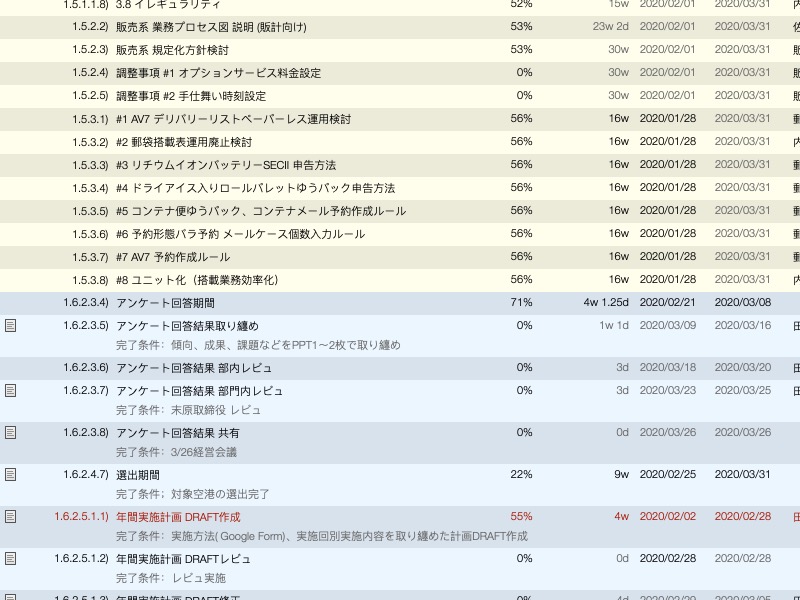 1.5.1.1.8) 3.8 イレギュラリティ 52% 15w 2020/02/01 2020/03/31 内
1.5.2.2) 販売系 業務プロセス図 説明 (販計向け) 53% 23w 2d 2020/02/01 2020/03/31 佐
1.5.2.3) 販売系 規定化方針検討 53% 30w 2020/02/01 2020/03/31 販
1.5.2.4) 調整事項 #1 オプションサービス料金設定 0% 30w 2020/02/01 2020/03/31 販
1.5.2.5) 調整事項 #2 手仕舞い時刻設定 0% 30w 2020/02/01 2020/03/31 販
1.5.3.1) #1 AV7 デリバリーリストペーパーレス運用検討 56% 16w 2020/01/28 2020/03/31 郵
1.5.3.2) #2 郵袋搭載表運用廃止検討 56% 16w 2020/01/28 2020/03/31 内
1.5.3.3) #3 リチウムイオンバッテリーSECII 申告方法 56% 16w 2020/01/28 2020/03/31 郵
1.5.3.4) #4 ドライアイス入りロールパレットゆうパック申告方法 56% 16w 2020/01/28 2020/03/31 郵
1.5.3.5) #5 コンテナ便ゆうパック、コンテナメール予約作成ルール 56% 16w 2020/01/28 2020/03/31 郵
1.5.3.6) #6 予約形態バラ予約 メールケース個数入力ルール 56% 16w 2020/01/28 2020/03/31 郵
1.5.3.7) #7 AV7 予約作成ルール 56% 16w 2020/01/28 2020/03/31 郵
1.5.3.8) #8 ユニット化（搭載業務効率化） 56% 16w 2020/01/28 2020/03/31 内
1.6.2.3.4) アンケート回答期間 71% 4w 1.25d 2020/02/21 2020/03/08
1.6.2.3.5) アンケート回答結果取り纏め 0% 1w 1d 2020/03/09 2020/03/16 田
完了条件： 傾向、成果、課題などをPPT1〜2枚で取り纏め
1.6.2.3.6) アンケート回答結果 部内レビュ 0% 3d 2020/03/18 2020/03/20 田
1.6.2.3.7) アンケート回答結果 部門内レビュ 0% 3d 2020/03/23 2020/03/25 田
完了条件： 末原取締役 レビュ
1.6.2.3.8) アンケート回答結果 共有 0% 0d 2020/03/26 2020/03/26
完了条件： 3/26経営会議
1.6.2.4.7) 選出期間 22% 9w 2020/02/25 2020/03/31
完了条件； 対象空港の選出完了
1.6.2.5.1.1) 年間実施計画 DRAFT作成 55% 4w 2020/02/02 2020/02/28 田
完了条件： 実施方法( Google Form)、実施回別実施内容を取り纏めた計画DRAFT作成
1.6.2.5.1.2) 年間実施計画 DRAFTレビュ 0% 0d 2020/02/28 2020/02/28
完了条件： レビュ実施
1.6.2.5.1.3) 年間実施計画 DRAFT修正 0% 4d 2020/02/29 2020/03/05 田